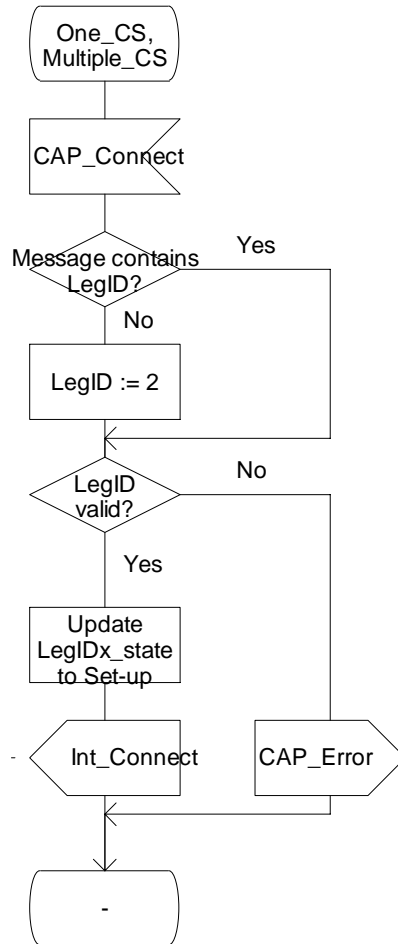 One_CS,
Multiple_CS
CAP_Connect
Message contains
LegID?
Yes
No
LegID := 2
LegID
valid?
No
Yes
Update
LegIDx_state
to Set-up
-
Int_Connect
CAP_Error
-